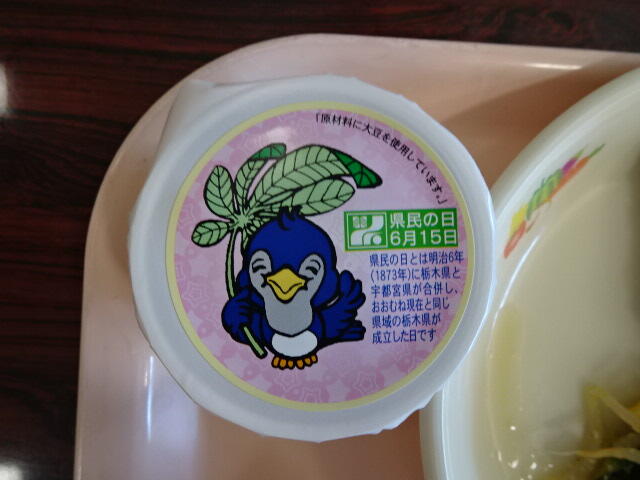 「原材料に大豆を使用しています。」
県民の日
6月15日
県民の日とは明治6年
(1873年)に栃木県と
宇都宮県が合併し、
おおむね現在と同じ
県域の栃木県が
成立した日です